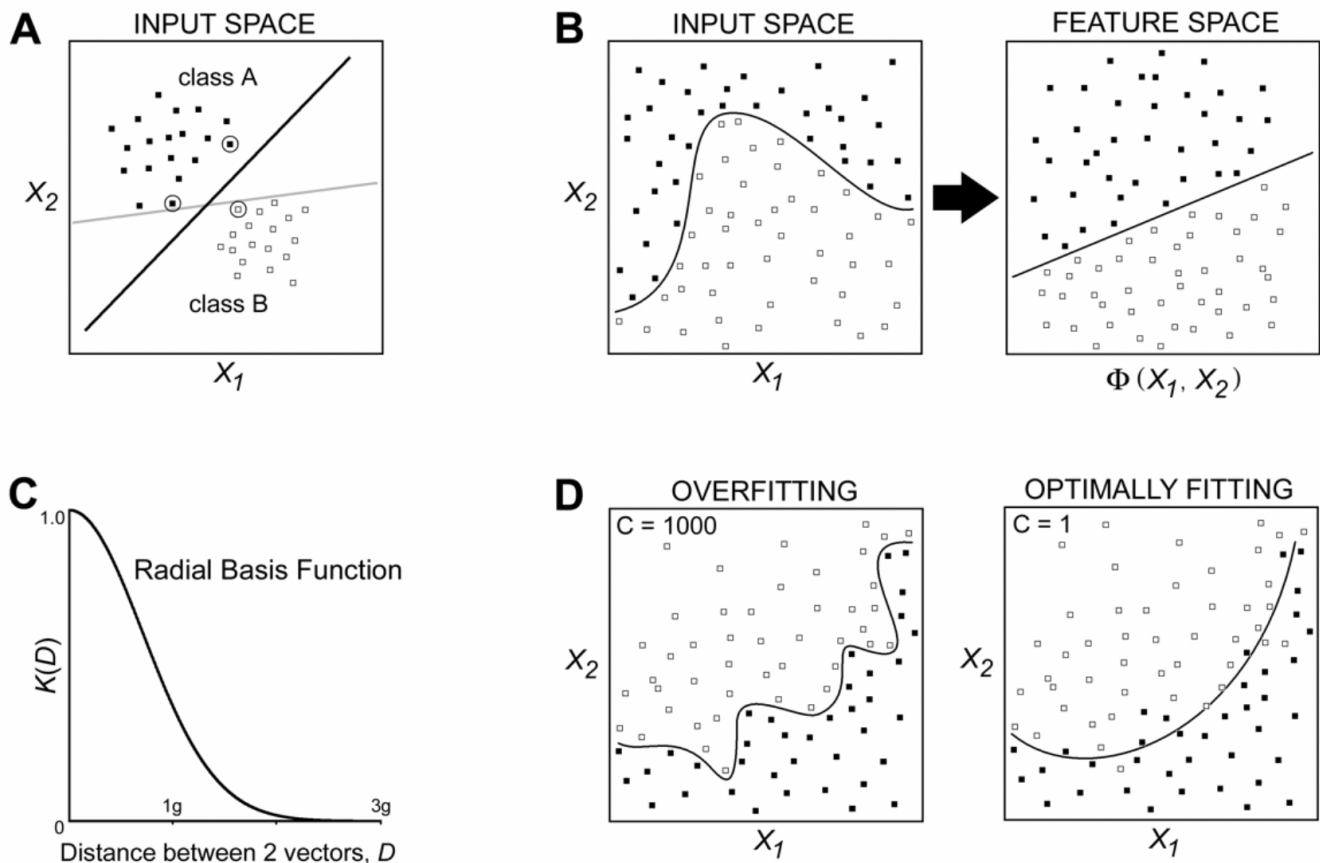 A
INPUT SPACE
class A
class B
X2
X1
B
INPUT SPACE
FEATURE SPACE
X2
X1
Φ (X1, X2)
C
1.0
Radial Basis Function
K(D)
0
1g
3g
Distance between 2 vectors, D
D
OVERFITTING
OPTIMALLY FITTING
C = 1000
C = 1
X2
X2
X1
X1